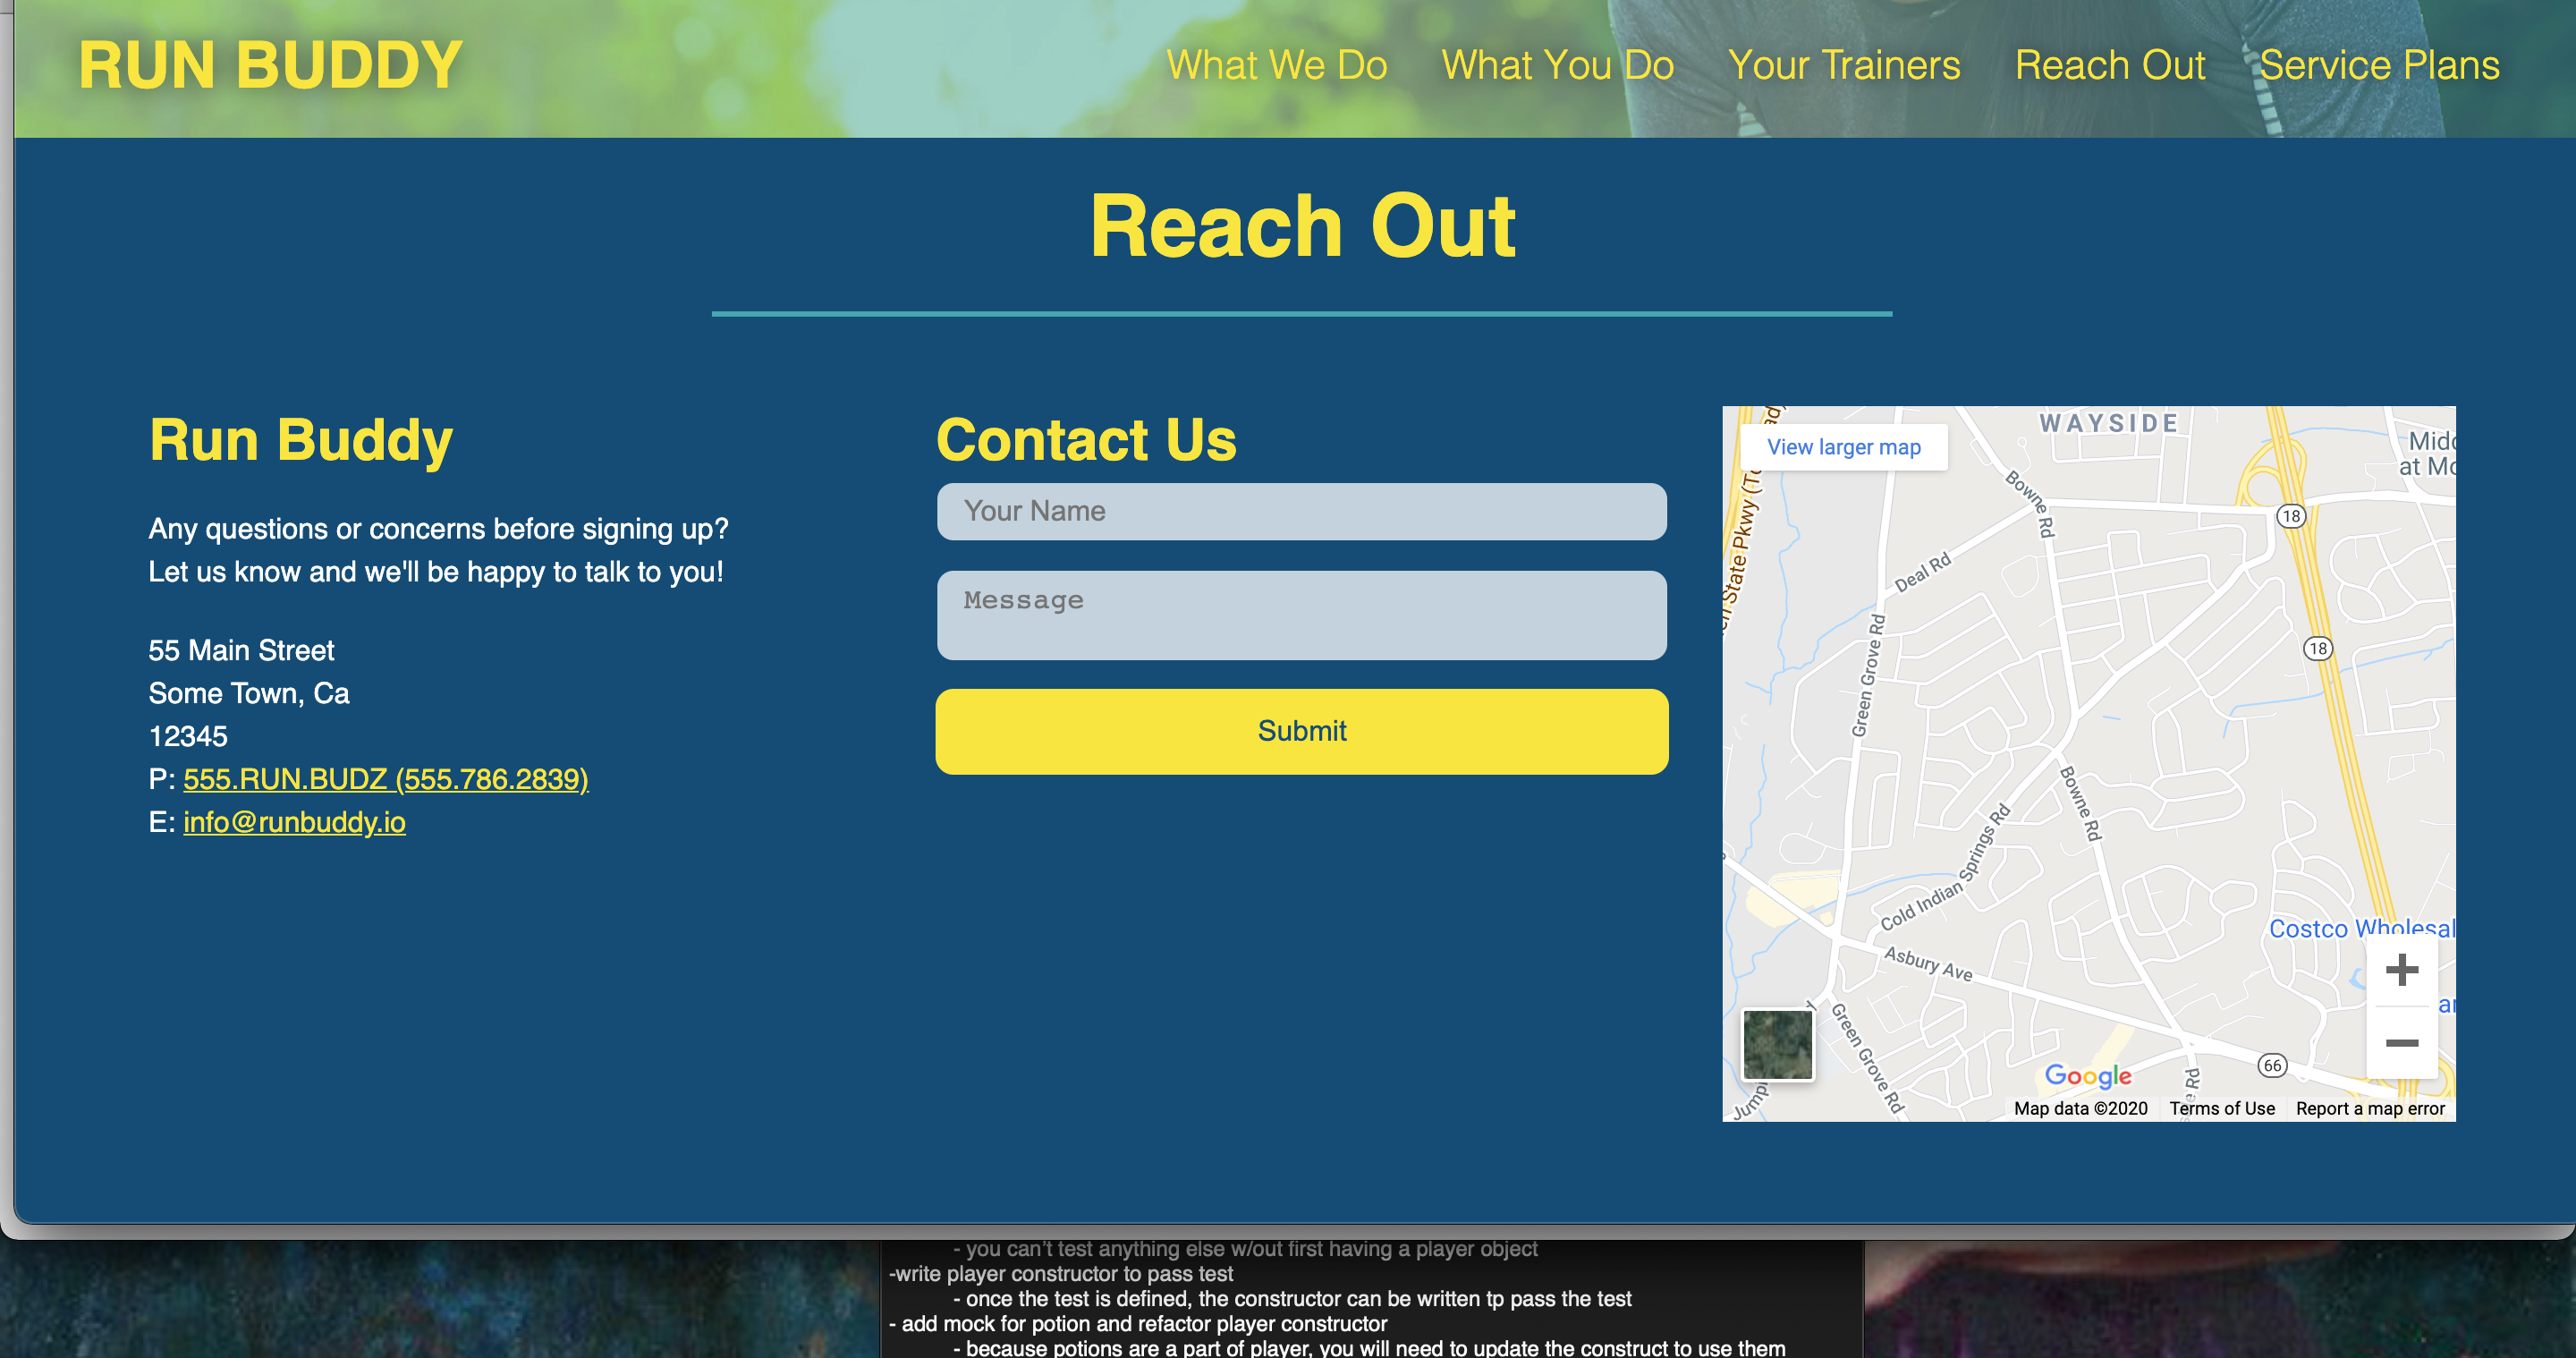 RUN BUDDY
What We Do
What You Do
Your Trainers
Reach Out
Service Plans
Reach Out
Run Buddy
Any questions or concerns before signing up?
Let us know and we'll be happy to talk to you!
55 Main Street
Some Town, Ca
12345
P: 555.RUN.BUDZ (555.786.2839)
E: info@runbuddy.io
Contact Us
Your Name
Message
Submit
View larger map
WAYSIDE
at
State Pkwy
Bowne Rd
18
Deal Rd
18
Green Grove Rd
Bowne Rd
Cold Indian Springs Rd
Costco
Asbury Ave
Green Grove Rd
66
Rd
Google
Map data ©2020
Terms of Use
Report a map error
- you can’t test anything else w/out first having a player object
-write player constructor to pass test
- once the test is defined, the constructor can be written tp pass the test
- add mock for potion and refactor player constructor
- because potions are a part of player, you will need to update the construct to use them